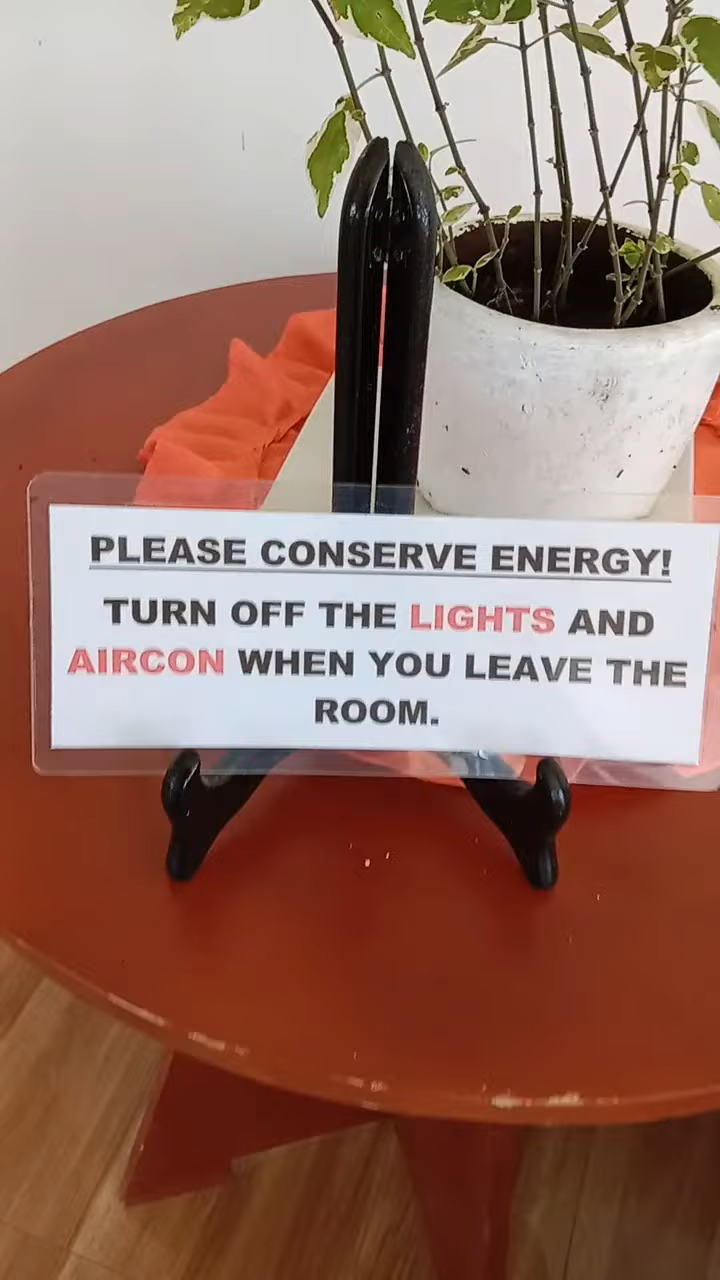 PLEASE CONSERVE ENERGY!
TURN OFF THE LIGHTS AND
AIRCON WHEN YOU LEAVE THE
ROOM.